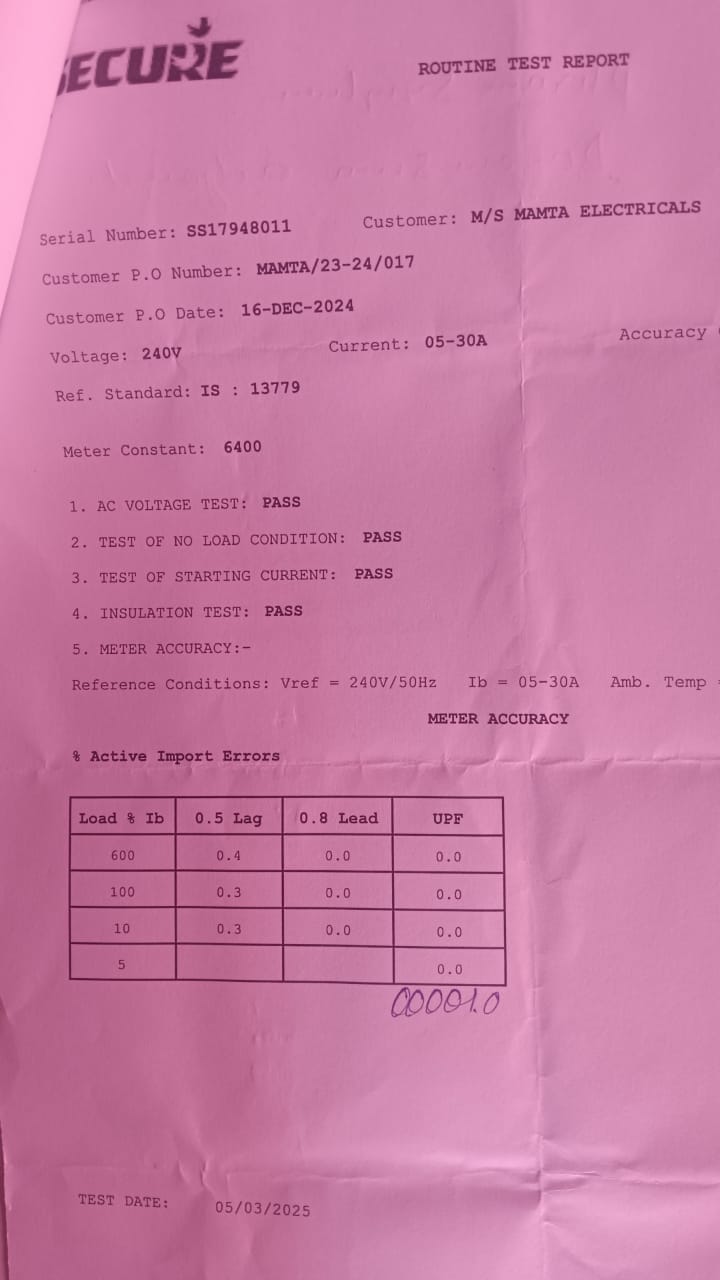 SECURE
ROUTINE TEST REPORT
Serial Number: SS17948011 Customer: M/S MAMTA ELECTRICALS
Customer P.O Number: MAMTA/23-24/017
Customer P.O Date: 16-DEC-2024
Voltage: 240V Current: 05-30A Accuracy
Ref. Standard: IS : 13779
Meter Constant: 6400
1. AC VOLTAGE TEST: PASS
2. TEST OF NO LOAD CONDITION: PASS
3. TEST OF STARTING CURRENT: PASS
4. INSULATION TEST: PASS
5. METER ACCURACY:-
Reference Conditions: Vref = 240V/50Hz Ib = 05-30A Amb. Temp
METER ACCURACY
% Active Import Errors
Load % Ib 0.5 Lag 0.8 Lead UPF
600 0.4 0.0 0.0
100 0.3 0.0 0.0
10 0.3 0.0 0.0
5 0.0
00001.0
TEST DATE: 05/03/2025